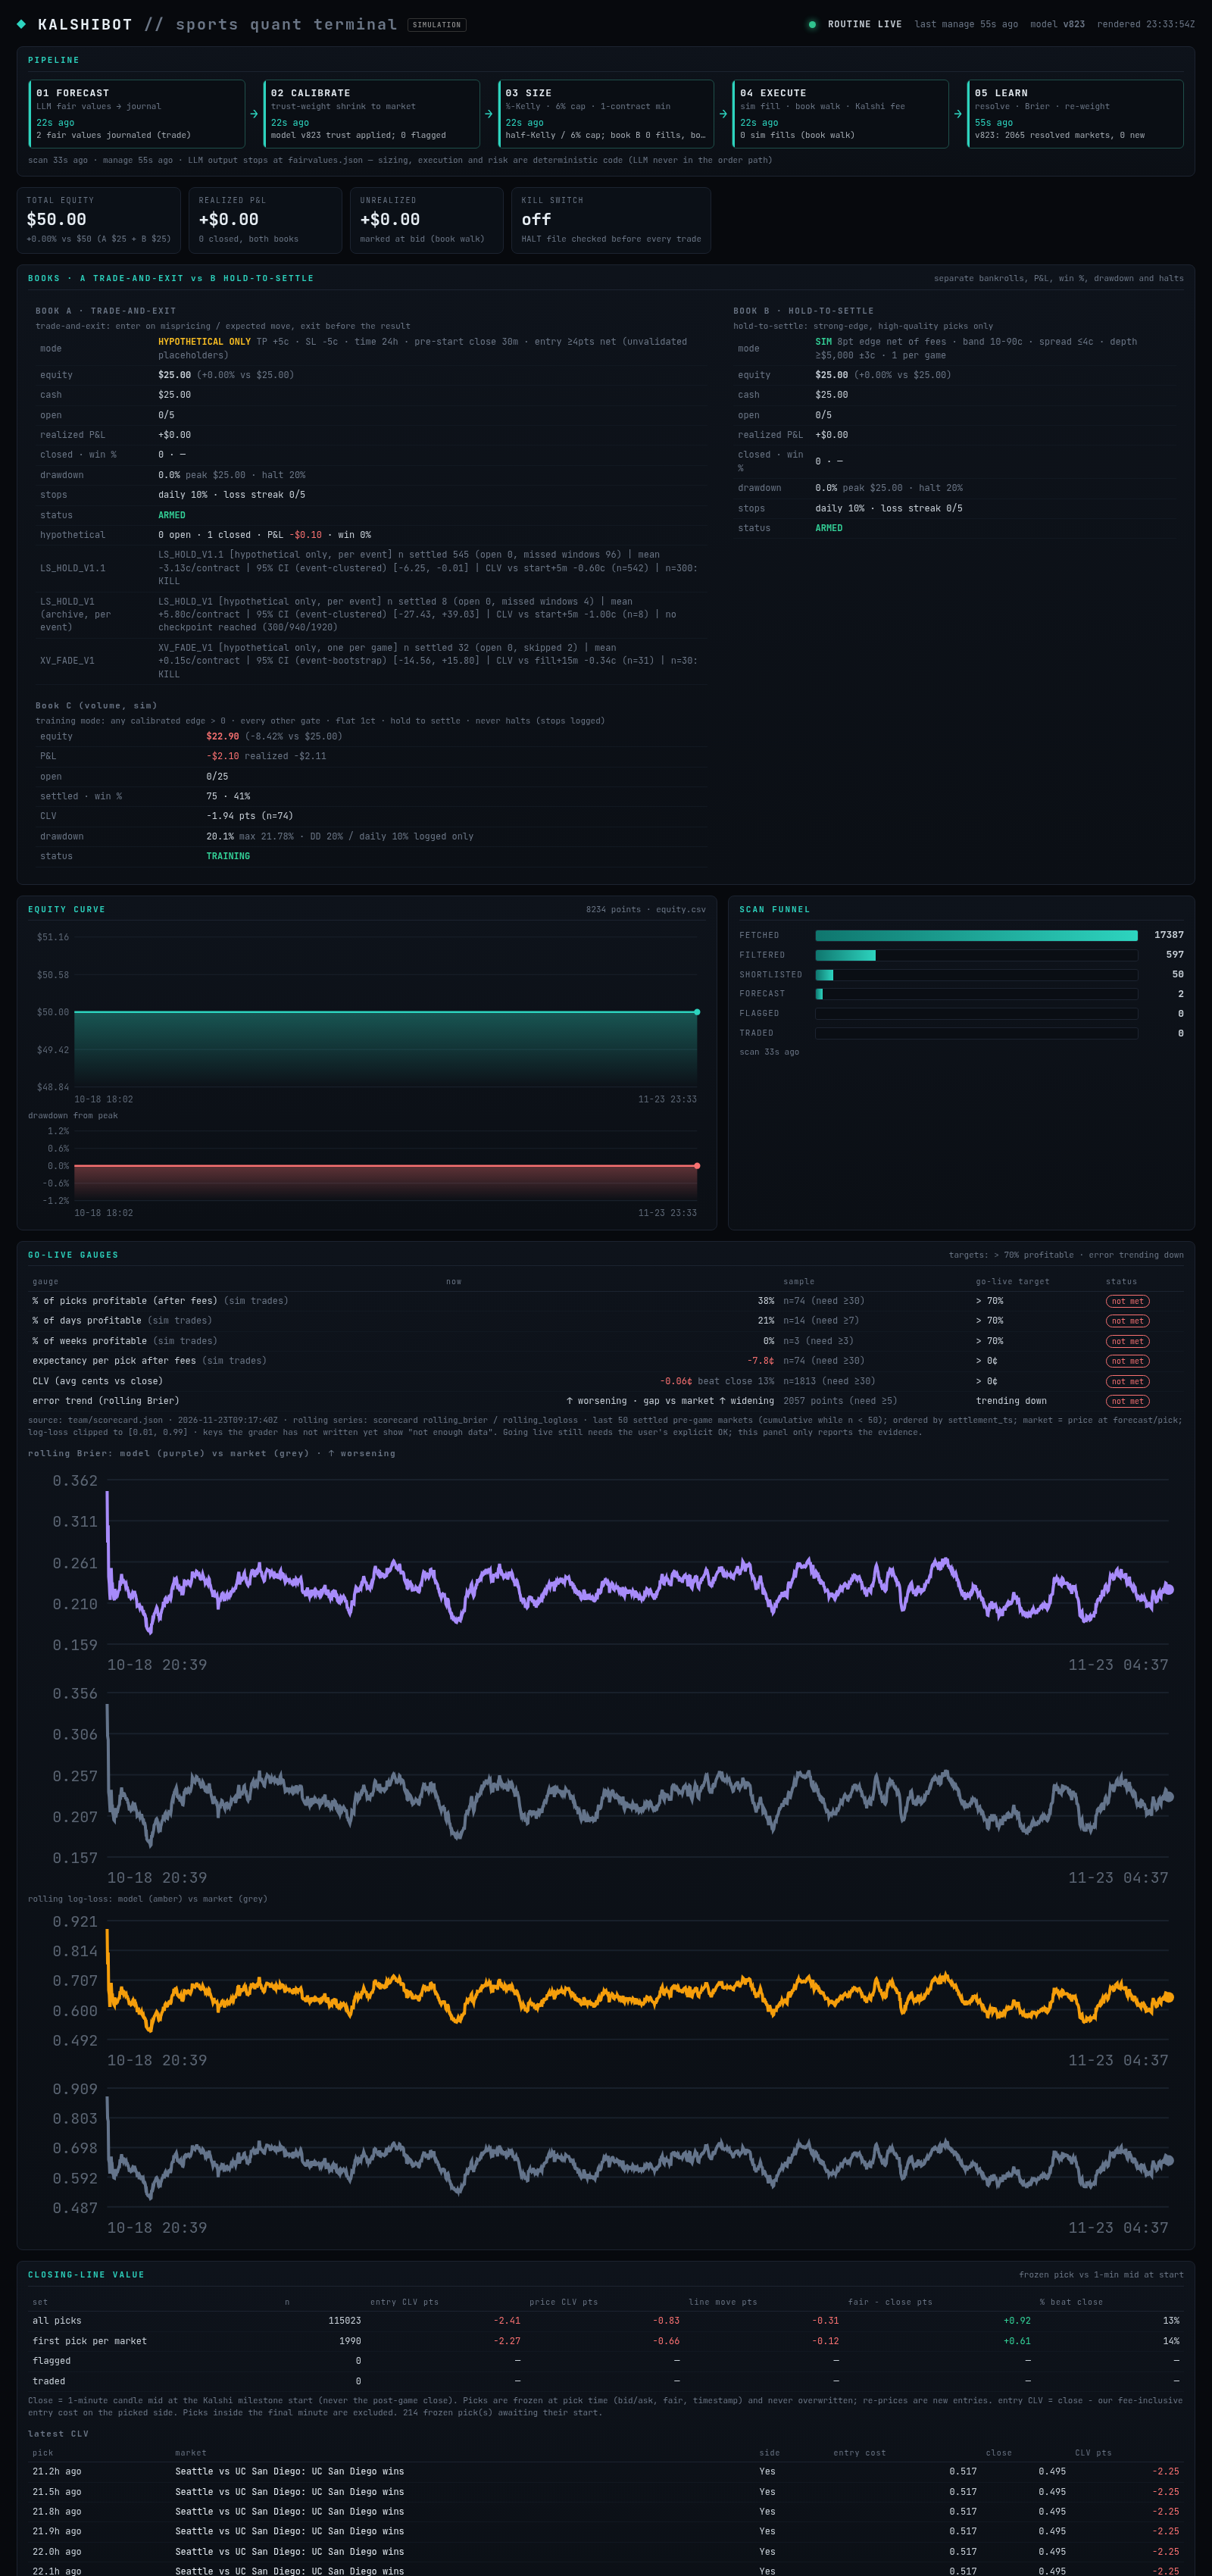 ◆ KALSHIBOT // sports quant terminal SIMULATION
ROUTINE LIVE last manage 55s ago model v823 rendered 23:33:54Z
PIPELINE
01 FORECAST
LLM fair values → journal
22s ago
2 fair values journaled (trade)
→
02 CALIBRATE
trust-weight shrink to market
22s ago
model v823 trust applied; 0 flagged
→
03 SIZE
½-Kelly · 6% cap · 1-contract min
22s ago
half-Kelly / 6% cap; book B 0 fills, bo…
→
04 EXECUTE
sim fill · book walk · Kalshi fee
22s ago
0 sim fills (book walk)
→
05 LEARN
resolve · Brier · re-weight
55s ago
v823: 2065 resolved markets, 0 new
scan 33s ago · manage 55s ago · LLM output stops at fairvalues.json — sizing, execution and risk are deterministic code (LLM never in the order path)
TOTAL EQUITY
$50.00
+0.00% vs $50 (A $25 + B $25)
REALIZED P&L
+$0.00
0 closed, both books
UNREALIZED
+$0.00
marked at bid (book walk)
KILL SWITCH
off
HALT file checked before every trade
BOOKS · A TRADE-AND-EXIT vs B HOLD-TO-SETTLE
separate bankrolls, P&L, win %, drawdown and halts
BOOK A · TRADE-AND-EXIT
trade-and-exit: enter on mispricing / expected move, exit before the result
mode HYPOTHETICAL ONLY TP +5c · SL -5c · time 24h · pre-start close 30m · entry ≥4pts net (unvalidated
placeholders)
equity $25.00 (+0.00% vs $25.00)
cash $25.00
open 0/5
realized P&L +$0.00
closed · win % 0 · —
drawdown 0.0% peak $25.00 · halt 20%
stops daily 10% · loss streak 0/5
status ARMED
hypothetical 0 open · 1 closed · P&L -$0.10 · win 0%
LS_HOLD_V1.1 LS_HOLD_V1.1 [hypothetical only, per event] n settled 545 (open 0, missed windows 96) | mean
-3.13c/contract | 95% CI (event-clustered) [-6.25, -0.01] | CLV vs start+5m -0.60c (n=542) | n=300:
KILL
LS_HOLD_V1 (archive, per event) LS_HOLD_V1 [hypothetical only, per event] n settled 8 (open 0, missed windows 4) | mean
+5.80c/contract | 95% CI (event-clustered) [-27.43, +39.03] | CLV vs start+5m -1.00c (n=8) | no
checkpoint reached (300/940/1920)
XV_FADE_V1 XV_FADE_V1 [hypothetical only, one per game] n settled 32 (open 0, skipped 2) | mean
+0.15c/contract | 95% CI (event-bootstrap) [-14.56, +15.80] | CLV vs fill+15m -0.34c (n=31) | n=30:
KILL
BOOK B · HOLD-TO-SETTLE
hold-to-settle: strong-edge, high-quality picks only
mode SIM 8pt edge net of fees · band 10-90c · spread ≤4c · depth
≥$5,000 ±3c · 1 per game
equity $25.00 (+0.00% vs $25.00)
cash $25.00
open 0/5
realized P&L +$0.00
closed · win % 0 · —
drawdown 0.0% peak $25.00 · halt 20%
stops daily 10% · loss streak 0/5
status ARMED
Book C (volume, sim)
training mode: any calibrated edge > 0 · every other gate · flat 1ct · hold to settle · never halts (stops logged)
equity $22.90 (-8.42% vs $25.00)
P&L -$2.10 realized -$2.11
open 0/25
settled · win % 75 · 41%
CLV -1.94 pts (n=74)
drawdown 20.1% max 21.78% · DD 20% / daily 10% logged only
status TRAINING
EQUITY CURVE
8234 points · equity.csv
$51.16
$50.58
$50.00
$49.42
$48.84
10-18 18:02 11-23 23:33
drawdown from peak
1.2%
0.6%
0.0%
-0.6%
-1.2%
10-18 18:02 11-23 23:33
SCAN FUNNEL
FETCHED 17387
FILTERED 597
SHORTLISTED 50
FORECAST 2
FLAGGED 0
TRADED 0
scan 33s ago
GO-LIVE GAUGES
targets: > 70% profitable · error trending down
gauge now sample go-live target status
% of picks profitable (after fees) (sim trades) 38% n=74 (need ≥30) > 70% not met
% of days profitable (sim trades) 21% n=14 (need ≥7) > 70% not met
% of weeks profitable (sim trades) 0% n=3 (need ≥3) > 70% not met
expectancy per pick after fees (sim trades) -7.8¢ n=74 (need ≥30) > 0¢ not met
CLV (avg cents vs close) -0.06¢ beat close 13% n=1813 (need ≥30) > 0¢ not met
error trend (rolling Brier) ↑ worsening · gap vs market ↑ widening 2057 points (need ≥5) trending down not met
source: team/scorecard.json · 2026-11-23T09:17:40Z · rolling series: scorecard rolling_brier / rolling_logloss · last 50 settled pre-game markets (cumulative while n < 50); ordered by settlement_ts; market = price at forecast/pick;
log-loss clipped to [0.01, 0.99] · keys the grader has not written yet show "not enough data". Going live still needs the user's explicit OK; this panel only reports the evidence.
rolling Brier: model (purple) vs market (grey) · ↑ worsening
0.362
0.311
0.261
0.210
0.159
10-18 20:39 11-23 04:37
0.356
0.306
0.257
0.207
0.157
10-18 20:39 11-23 04:37
rolling log-loss: model (amber) vs market (grey)
0.921
0.814
0.707
0.600
0.492
10-18 20:39 11-23 04:37
0.909
0.803
0.698
0.592
0.487
10-18 20:39 11-23 04:37
CLOSING-LINE VALUE
frozen pick vs 1-min mid at start
set n entry CLV pts price CLV pts line move pts fair - close pts % beat close
all picks 115023 -2.41 -0.83 -0.31 +0.92 13%
first pick per market 1990 -2.27 -0.66 -0.12 +0.61 14%
flagged 0 — — — — —
traded 0 — — — — —
Close = 1-minute candle mid at the Kalshi milestone start (never the post-game close). Picks are frozen at pick time (bid/ask, fair, timestamp) and never overwritten; re-prices are new entries. entry CLV = close - our fee-inclusive
entry cost on the picked side. Picks inside the final minute are excluded. 214 frozen pick(s) awaiting their start.
latest CLV
pick market side entry cost close CLV pts
21.2h ago Seattle vs UC San Diego: UC San Diego wins Yes 0.517 0.495 -2.25
21.5h ago Seattle vs UC San Diego: UC San Diego wins Yes 0.517 0.495 -2.25
21.8h ago Seattle vs UC San Diego: UC San Diego wins Yes 0.517 0.495 -2.25
21.9h ago Seattle vs UC San Diego: UC San Diego wins Yes 0.517 0.495 -2.25
22.0h ago Seattle vs UC San Diego: UC San Diego wins Yes 0.517 0.495 -2.25
22.1h ago Seattle vs UC San Diego: UC San Diego wins Yes 0.517 0.495 -2.25